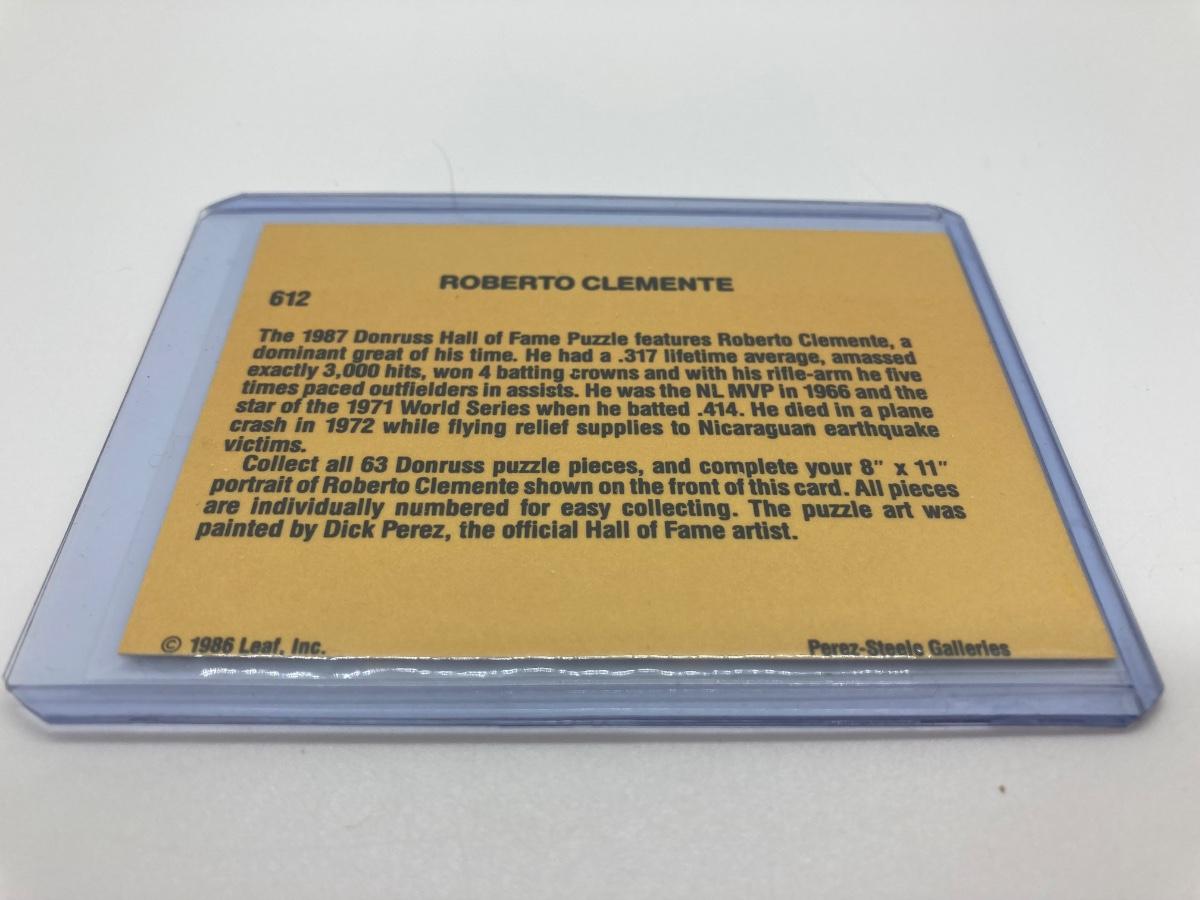 ROBERTO CLEMENTE
612
The 1987 Donruss Hall of Fame Puzzle features Roberto Clemente, a
dominant great of his time. He had a .317 lifetime average, amassed
exactly 3,000 hits, won 4 batting crowns and with his rifle-arm he five
times paced outfielders in assists. He was the NL MVP in 1966 and the
star of the 1971 World Series when he batted .414. He died in a plane
crash in 1972 while flying relief supplies to Nicaraguan earthquake
victims.
Collect all 63 Donruss puzzle pieces, and complete your 8" x 11"
portrait of Roberto Clemente shown on the front of this card. All pieces
are individually numbered for easy collecting. The puzzle art was
painted by Dick Perez, the official Hall of Fame artist.
© 1986 Leaf, Inc.
Perez-Steele Galleries